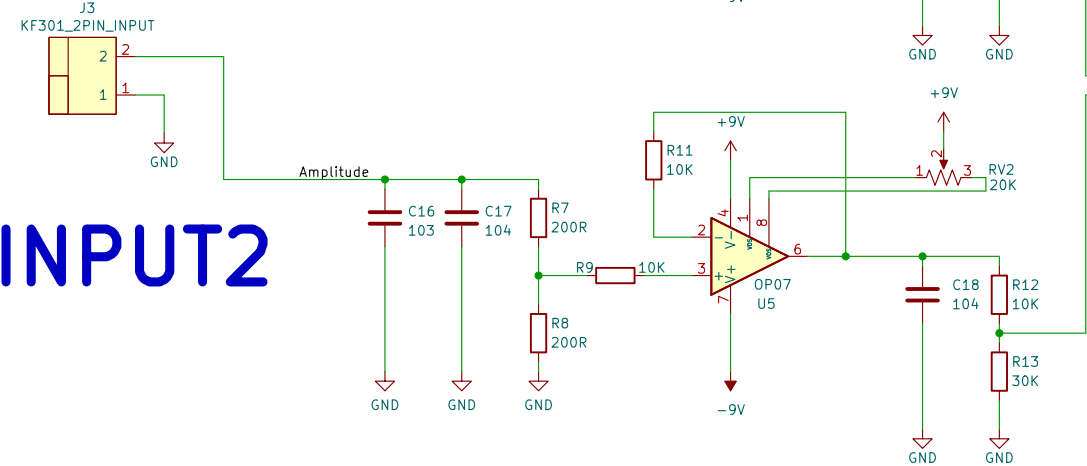 J3
KF301_2PIN_INPUT
2 2
1 1
GND
Amplitude
INPUT2
C16
103
C17
104
R7
200R
R8
200R
GND
GND
GND
R9 10K
R11
10K
+9V
4 1 8
2 - V- VOS VOS
3 + V+ 6
7
OP07
U5
-9V
GND
GND
+9V
2
1 3
RV2
20K
C18
104
R12
10K
R13
30K
GND
GND